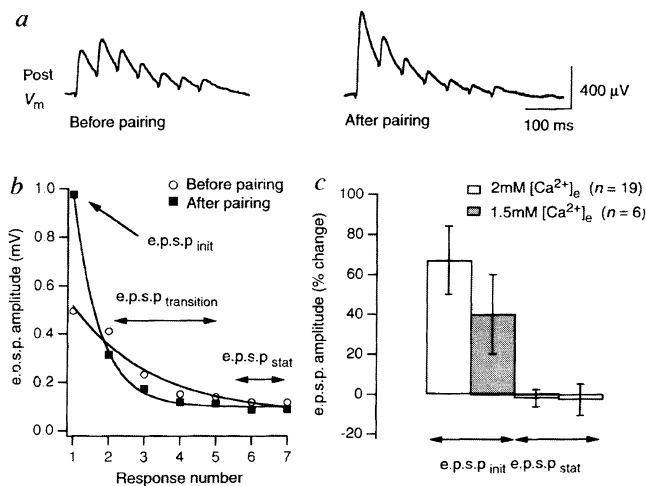 a
Post
Vm
Before pairing
After pairing
400 µV
100 ms
b
○ Before pairing
■ After pairing
e.p.s.p. amplitude (mV)
1.0
0.8
0.6
0.4
0.2
0.0
e.p.s.p init
e.p.s.p transition
e.p.s.p stat
1 2 3 4 5 6 7
Response number
c
2mM [Ca2+]e (n = 19)
1.5mM [Ca2+]e (n = 6)
e.p.s.p. amplitude (% change)
100
80
60
40
20
0
-20
e.p.s.p init e.p.s.p stat